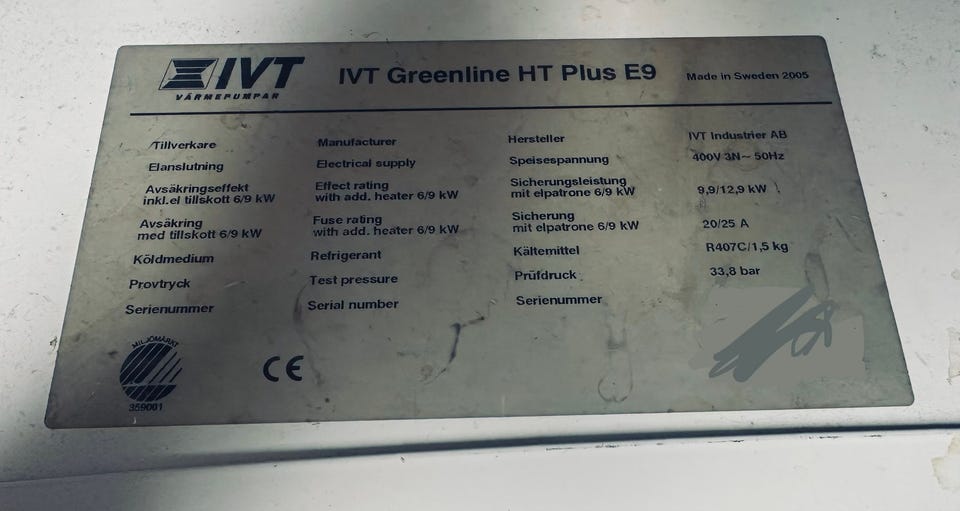 IVT
VÄRMEPUMPAR
IVT Greenline HT Plus E9
Made in Sweden 2005
Tillverkare Manufacturer Hersteller IVT Industrier AB
Elanslutning Electrical supply Speisespannung 400V 3N~ 50Hz
Avsäkringseffekt Effect rating Sicherungsleistung
inkl.el tillskott 6/9 kW with add. heater 6/9 kW mit elpatrone 6/9 kW 9,9/12,9 kW
Avsäkring Fuse rating Sicherung
med tillskott 6/9 kW with add. heater 6/9 kW mit elpatrone 6/9 kW 20/25 A
Köldmedium Refrigerant Kältemittel R407C/1,5 kg
Provtryck Test pressure Prüfdruck 33,8 bar
Serienummer Serial number Serienummer
MILJÖMÄRKT
359001
CE